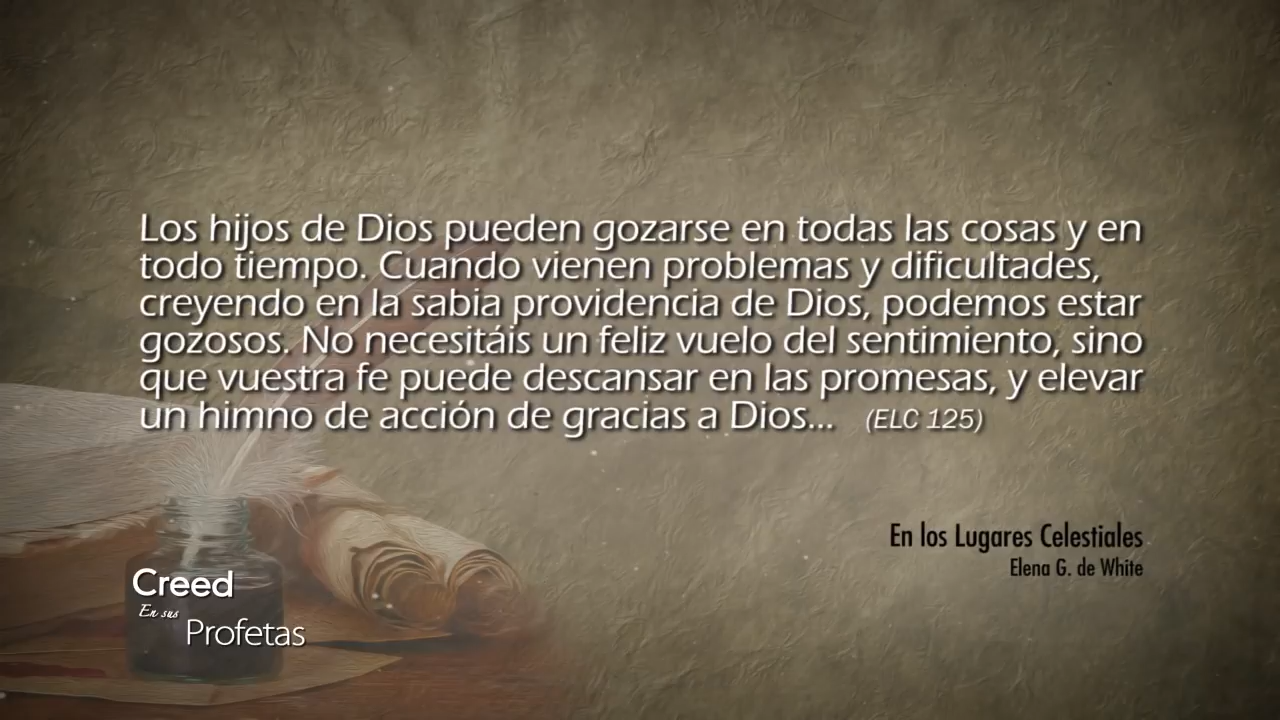 Los hijos de Dios pueden gozarse en todas las cosas y en
todo tiempo. Cuando vienen problemas y dificultades,
creyendo en la sabia providencia de Dios, podemos estar
gozosos. No necesitáis un feliz vuelo del sentimiento, sino
que vuestra fe puede descansar en las promesas, y elevar
un himno de acción de gracias a Dios... (ELC 125)
En los Lugares Celestiales
Elena G. de White
Creed
En sus
Profetas